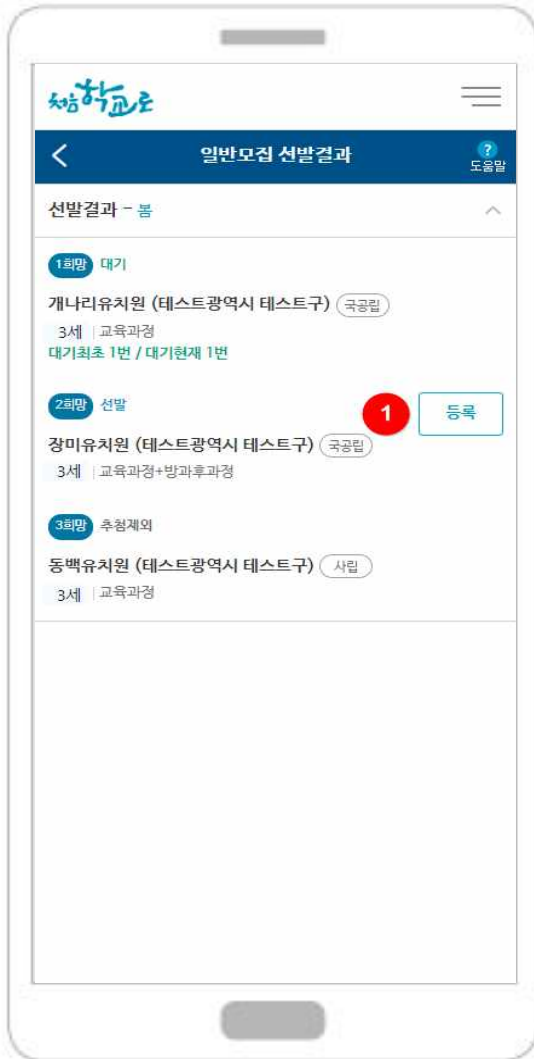 처음학교로
일반모집 선발결과
?
도움말
선발결과 - 봄
1희망 대기
개나리유치원 (테스트광역시 테스트구) 국공립
3세 | 교육과정
대기최초 1번 / 대기현재 1번
2희망 선발
1 등록
장미유치원 (테스트광역시 테스트구) 국공립
3세 | 교육과정+방과후과정
3희망 추첨제외
동백유치원 (테스트광역시 테스트구) 사립
3세 | 교육과정